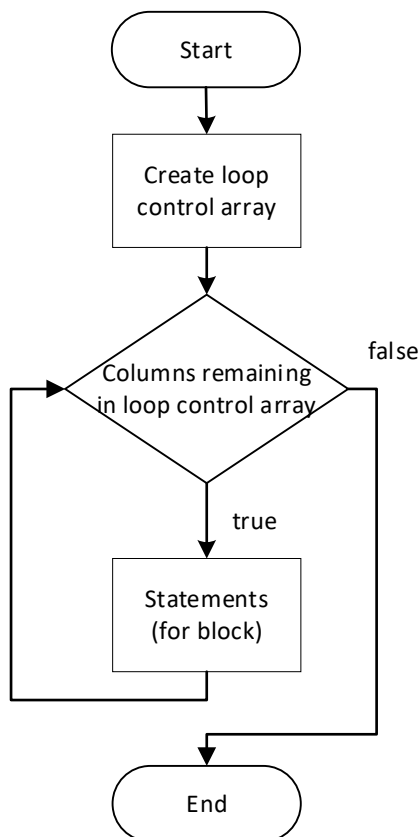 Start
Create loop
control array
false
Columns remaining
in loop control array
true
Statements
(for block)
End